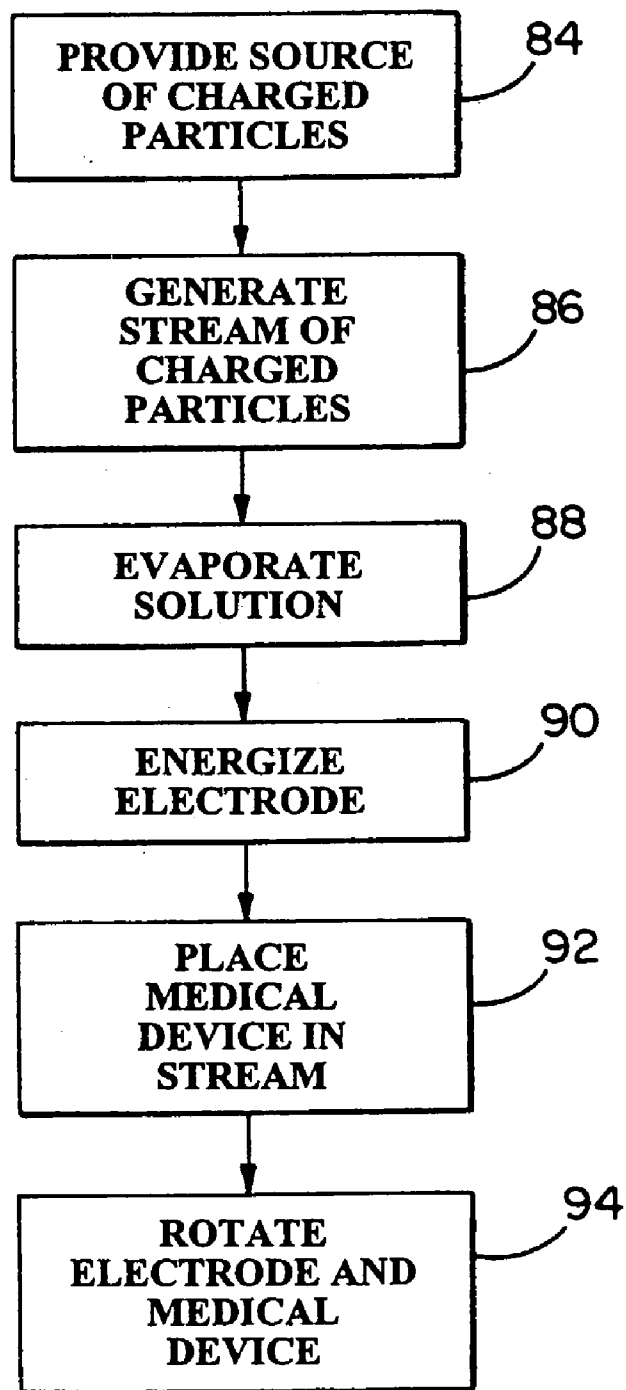 PROVIDE SOURCE
OF CHARGED
PARTICLES
84
GENERATE
STREAM OF
CHARGED
PARTICLES
86
EVAPORATE
SOLUTION
88
ENERGIZE
ELECTRODE
90
PLACE
MEDICAL
DEVICE IN
STREAM
92
ROTATE
ELECTRODE AND
MEDICAL
DEVICE
94